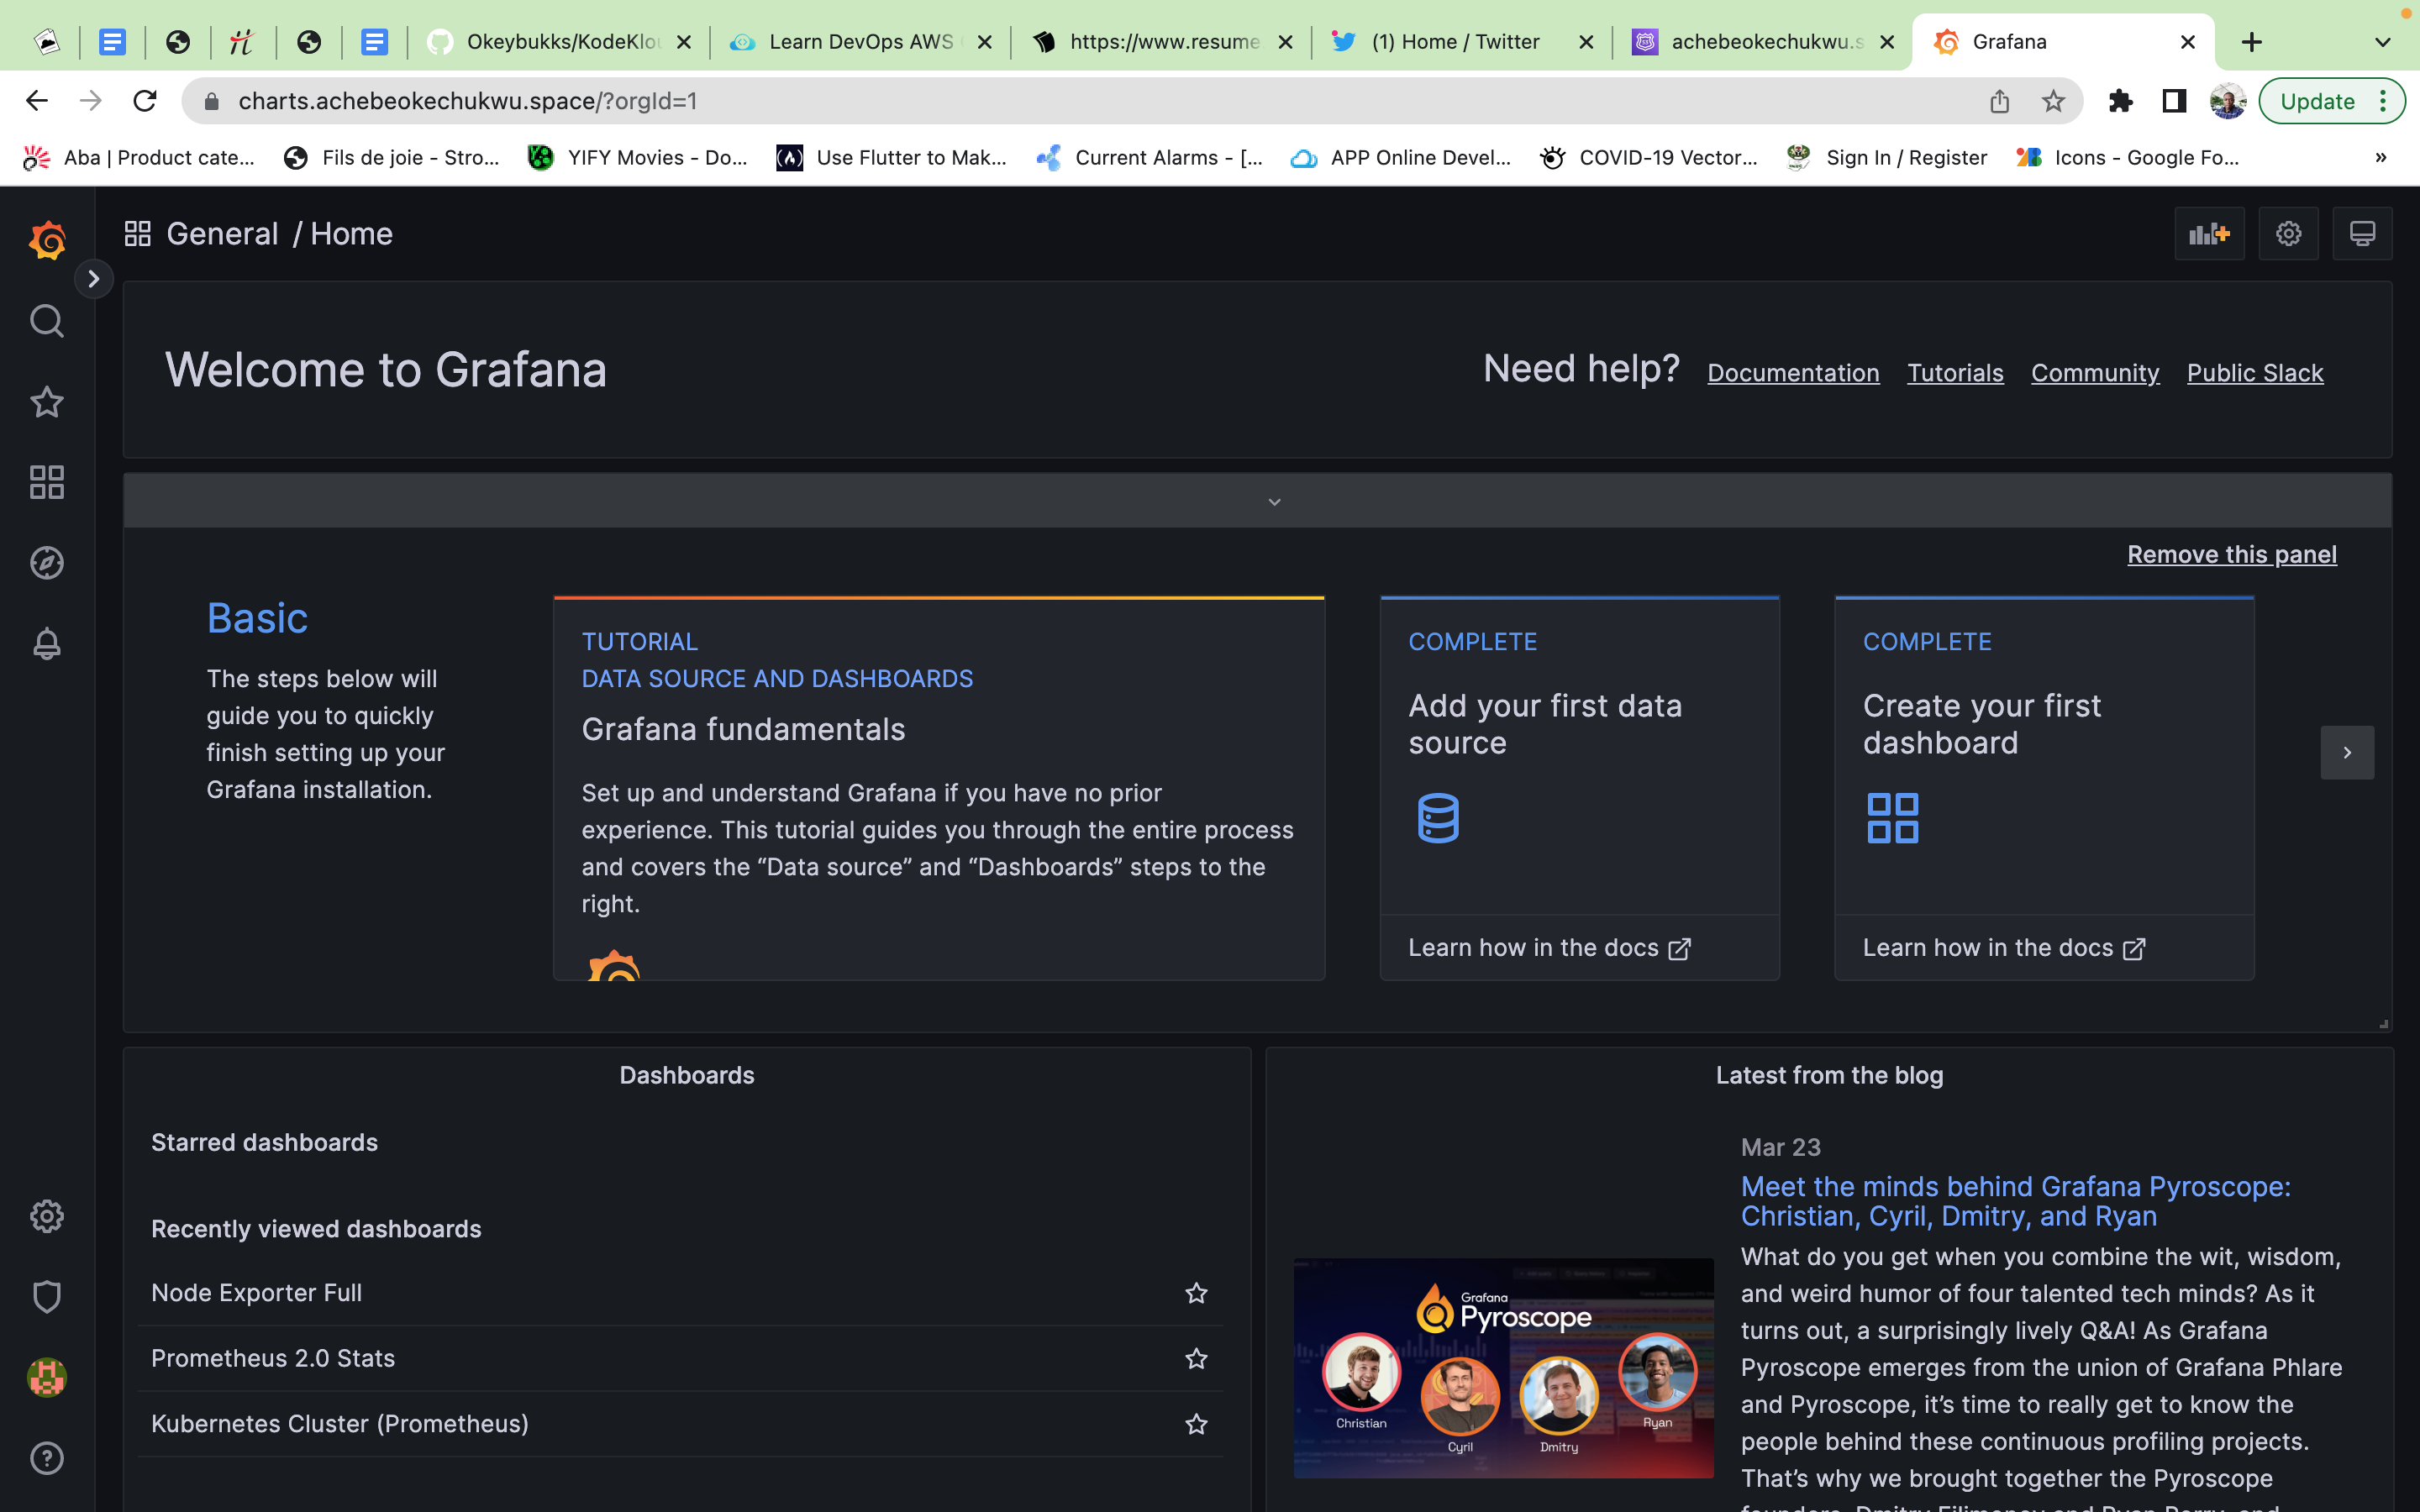 Okeybukks/KodeKlou
Learn DevOps AWS
https://www.resume
(1) Home / Twitter
achebeokechukwu.s
Grafana
charts.achebeokechukwu.space/?orgId=1
Update
Aba | Product cate...
Fils de joie - Stro...
YIFY Movies - Do...
Use Flutter to Mak...
Current Alarms - [...
APP Online Devel...
COVID-19 Vector...
Sign In / Register
Icons - Google Fo...
»
General / Home
Welcome to Grafana
Need help?
Documentation
Tutorials
Community
Public Slack
Remove this panel
Basic
The steps below will
guide you to quickly
finish setting up your
Grafana installation.
TUTORIAL
DATA SOURCE AND DASHBOARDS
Grafana fundamentals
Set up and understand Grafana if you have no prior
experience. This tutorial guides you through the entire process
and covers the “Data source” and “Dashboards” steps to the
right.
COMPLETE
Add your first data
source
Learn how in the docs
COMPLETE
Create your first
dashboard
Learn how in the docs
Dashboards
Starred dashboards
Recently viewed dashboards
Node Exporter Full
Prometheus 2.0 Stats
Kubernetes Cluster (Prometheus)
Latest from the blog
Grafana
Pyroscope
Christian
Cyril
Dmitry
Ryan
Mar 23
Meet the minds behind Grafana Pyroscope:
Christian, Cyril, Dmitry, and Ryan
What do you get when you combine the wit, wisdom,
and weird humor of four talented tech minds? As it
turns out, a surprisingly lively Q&A! As Grafana
Pyroscope emerges from the union of Grafana Phlare
and Pyroscope, it’s time to really get to know the
people behind these continuous profiling projects.
That’s why we brought together the Pyroscope